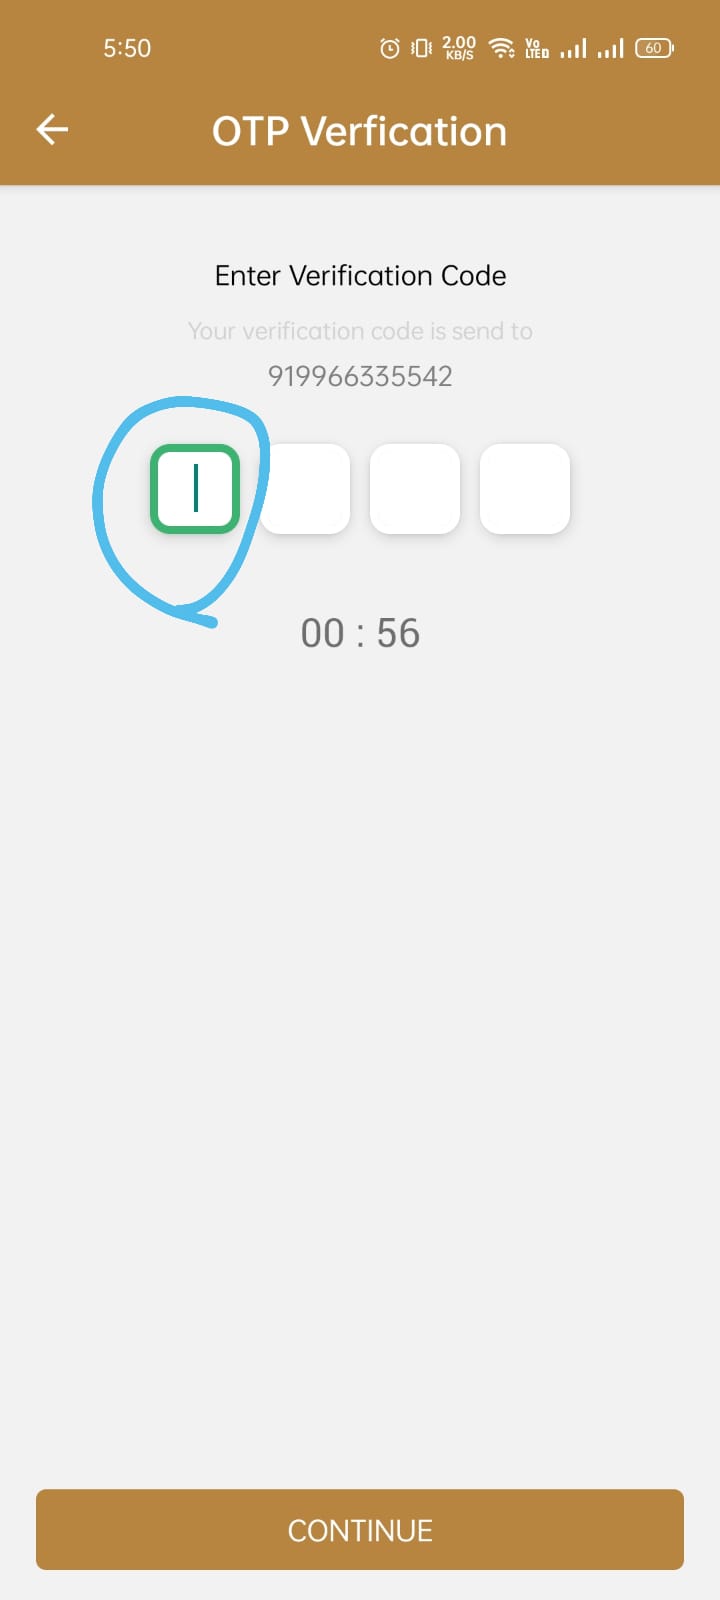 5:50 2.00 KB/S Vo LTED 60
OTP Verfication
Enter Verification Code
Your verification code is send to
919966335542
00 : 56
CONTINUE